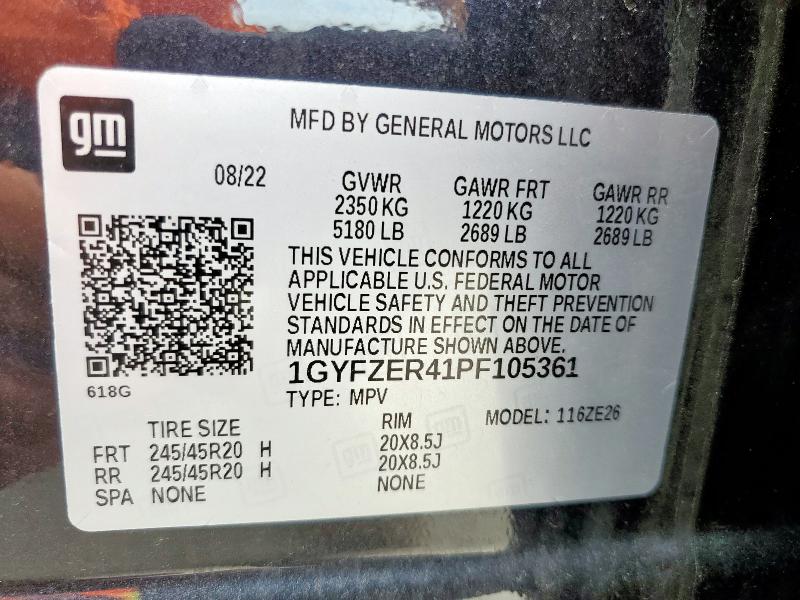 gm
MFD BY GENERAL MOTORS LLC
08/22
GVWR GAWR FRT GAWR RR
2350 KG 1220 KG 1220 KG
5180 LB 2689 LB 2689 LB
THIS VEHICLE CONFORMS TO ALL
APPLICABLE U.S. FEDERAL MOTOR
VEHICLE SAFETY AND THEFT PREVENTION
STANDARDS IN EFFECT ON THE DATE OF
MANUFACTURE SHOWN ABOVE.
1GYFZER41PF105361
618G
TYPE: MPV MODEL: 116ZE26
TIRE SIZE RIM
FRT 245/45R20 H 20X8.5J
RR 245/45R20 H 20X8.5J
SPA NONE NONE